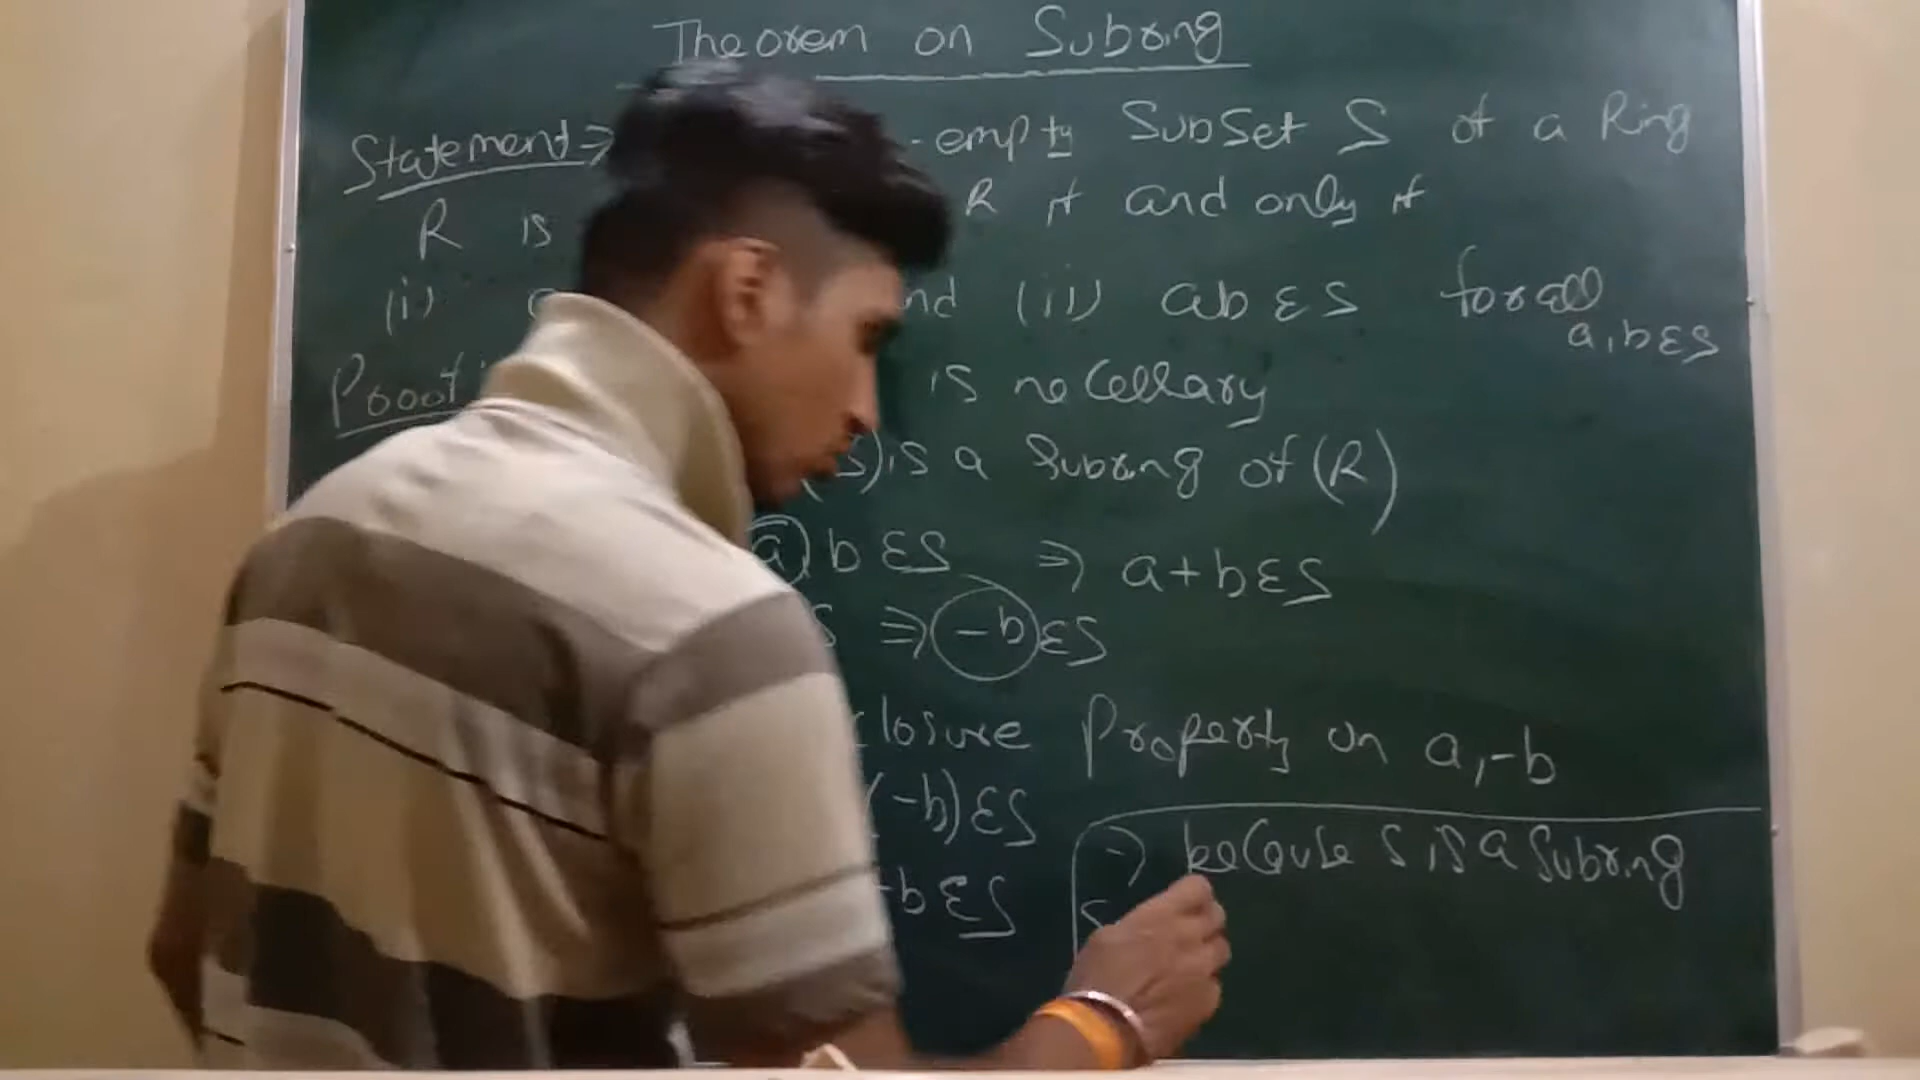 Theorem on Subring
Statement ⇒ -empty Subset S of a Ring
R is R if and only if
(i) nd (ii) ab ∈ S for all
a,b ∈ S
Proof is necessary
(S) is a Subring of (R)
a, b ∈ S ⇒ a+b ∈ S
S ⇒ -b ∈ S
closure Property on a,-b
(-b) ∈ S
-b ∈ S
⇒ because S is a Subring
S